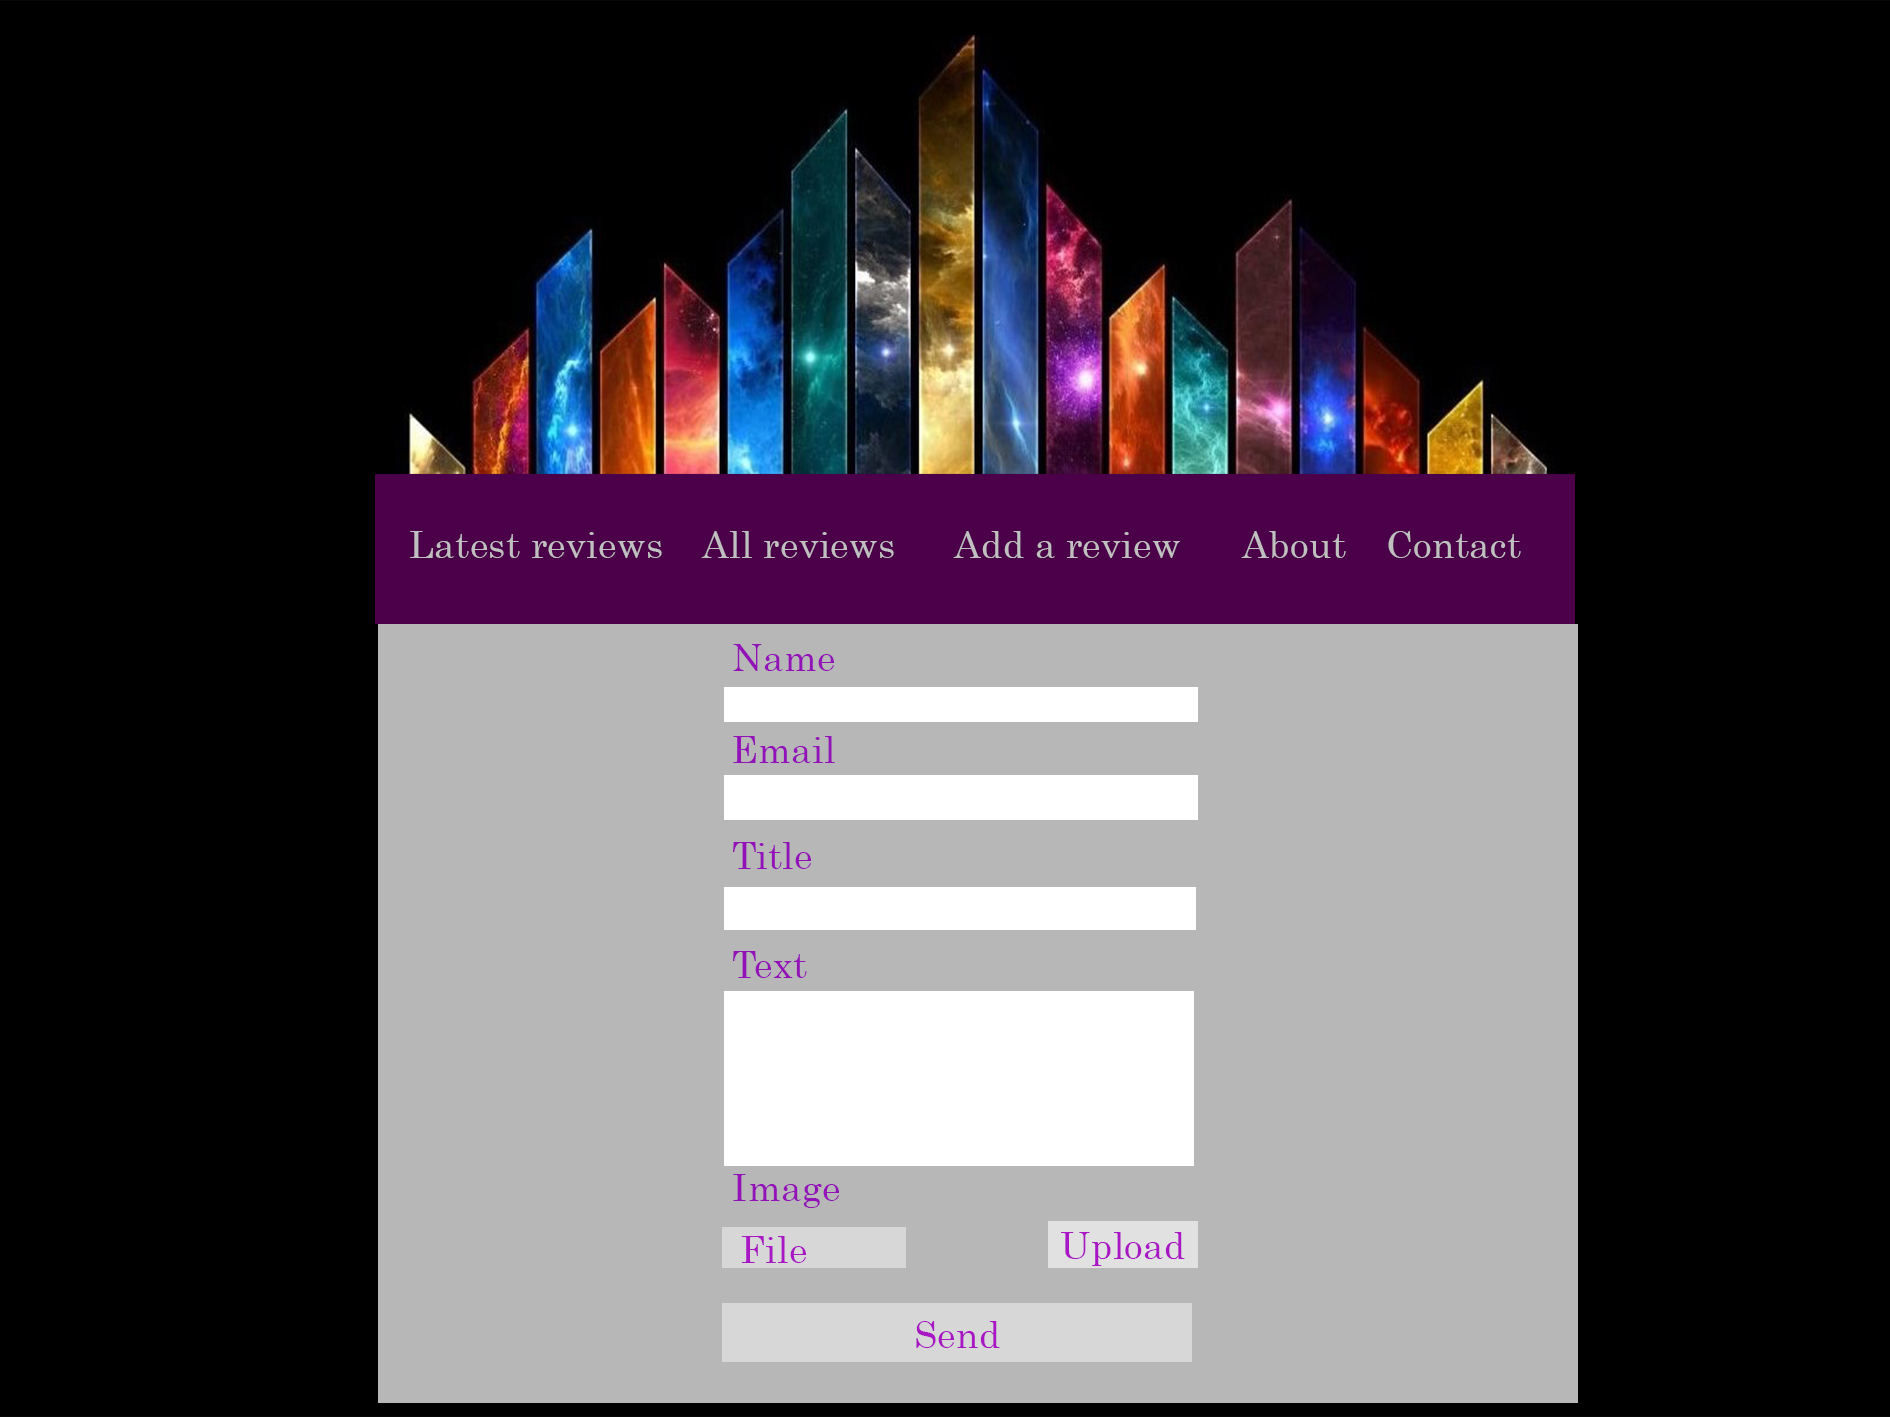 Latest reviews All reviews Add a review About Contact
Name
Email
Title
Text
Image
File Upload
Send